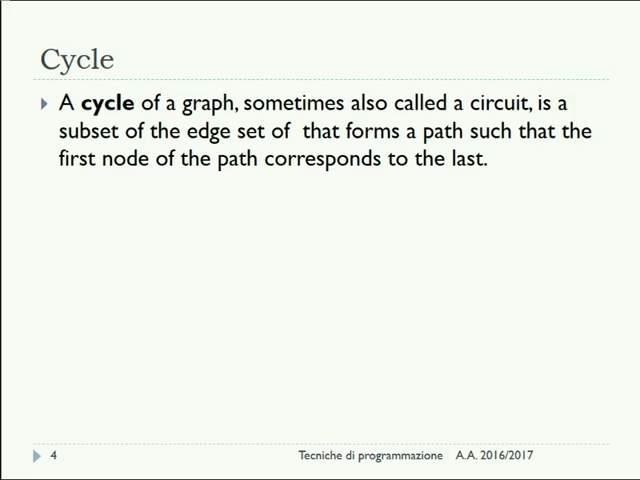 Cycle
A cycle of a graph, sometimes also called a circuit, is a
subset of the edge set of that forms a path such that the
first node of the path corresponds to the last.
4 Tecniche di programmazione A.A. 2016/2017